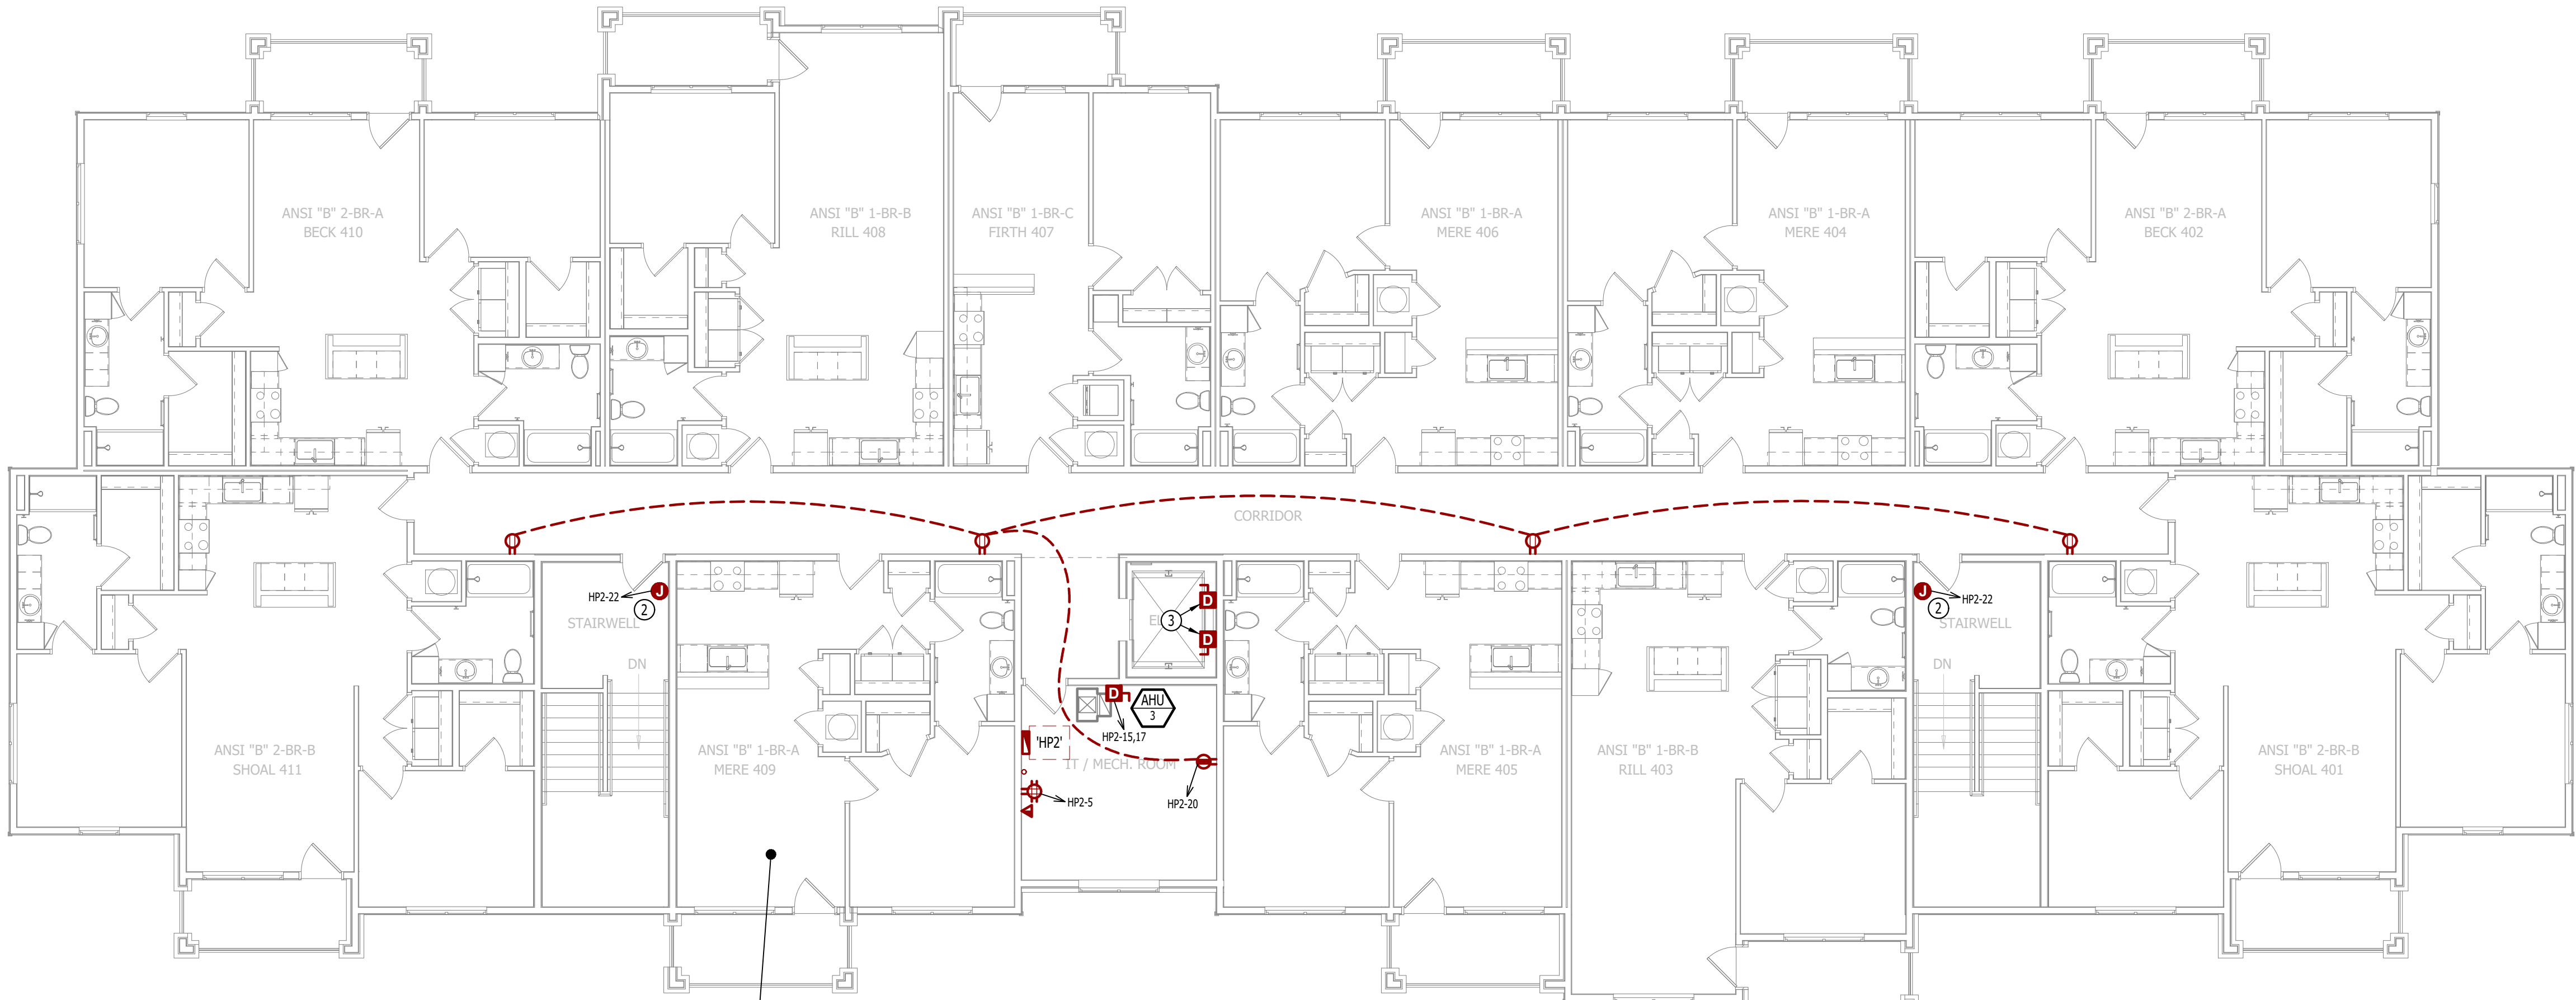 ANSI "B" 2-BR-A
BECK 410
ANSI "B" 1-BR-B
RILL 408
ANSI "B" 1-BR-C
FIRTH 407
ANSI "B" 1-BR-A
MERE 406
ANSI "B" 1-BR-A
MERE 404
ANSI "B" 2-BR-A
BECK 402
CORRIDOR
J
HP2-22
2
STAIRWELL
DN
D
3
D
J
HP2-22
2
STAIRWELL
DN
D
AHU
3
HP2-15,17
'HP2'
IT / MECH. ROOM
HP2-5
HP2-20
ANSI "B" 2-BR-B
SHOAL 411
ANSI "B" 1-BR-A
MERE 409
ANSI "B" 1-BR-A
MERE 405
ANSI "B" 1-BR-B
RILL 403
ANSI "B" 2-BR-B
SHOAL 401